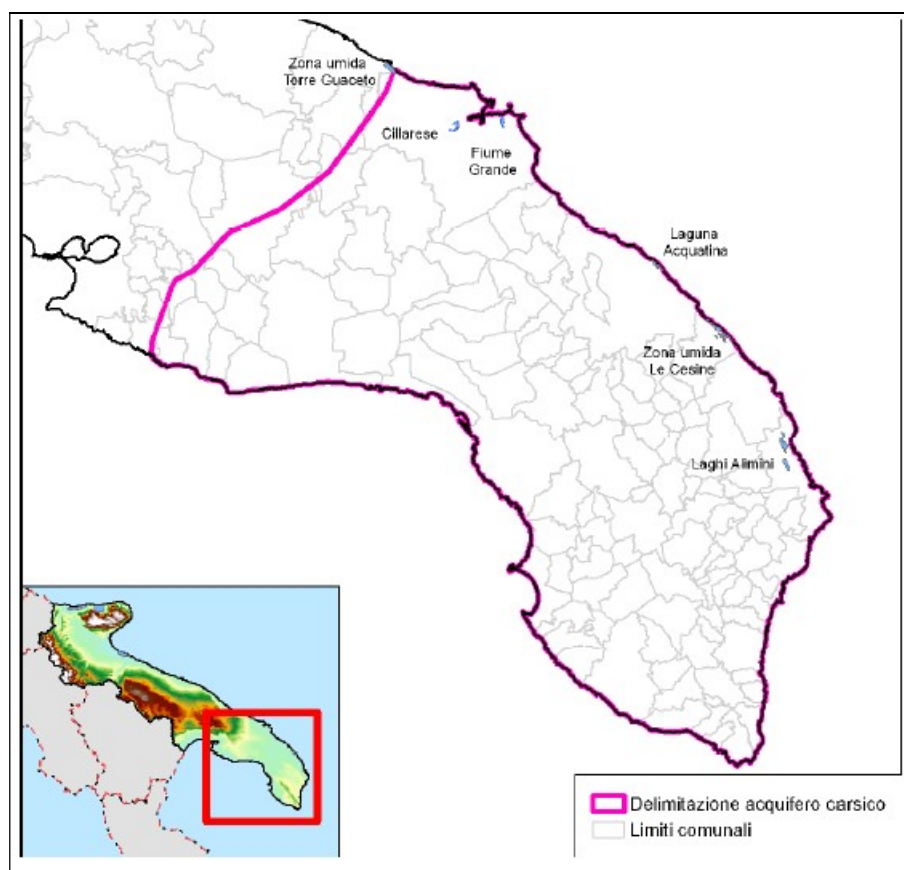 Zona umida
Torre Guaceto
Cillarese
Fiume
Grande
Laguna
Acquatina
Zona umida
Le Cesine
Laghi Alimini
Delimitazione acquifero carsico
Limiti comunali